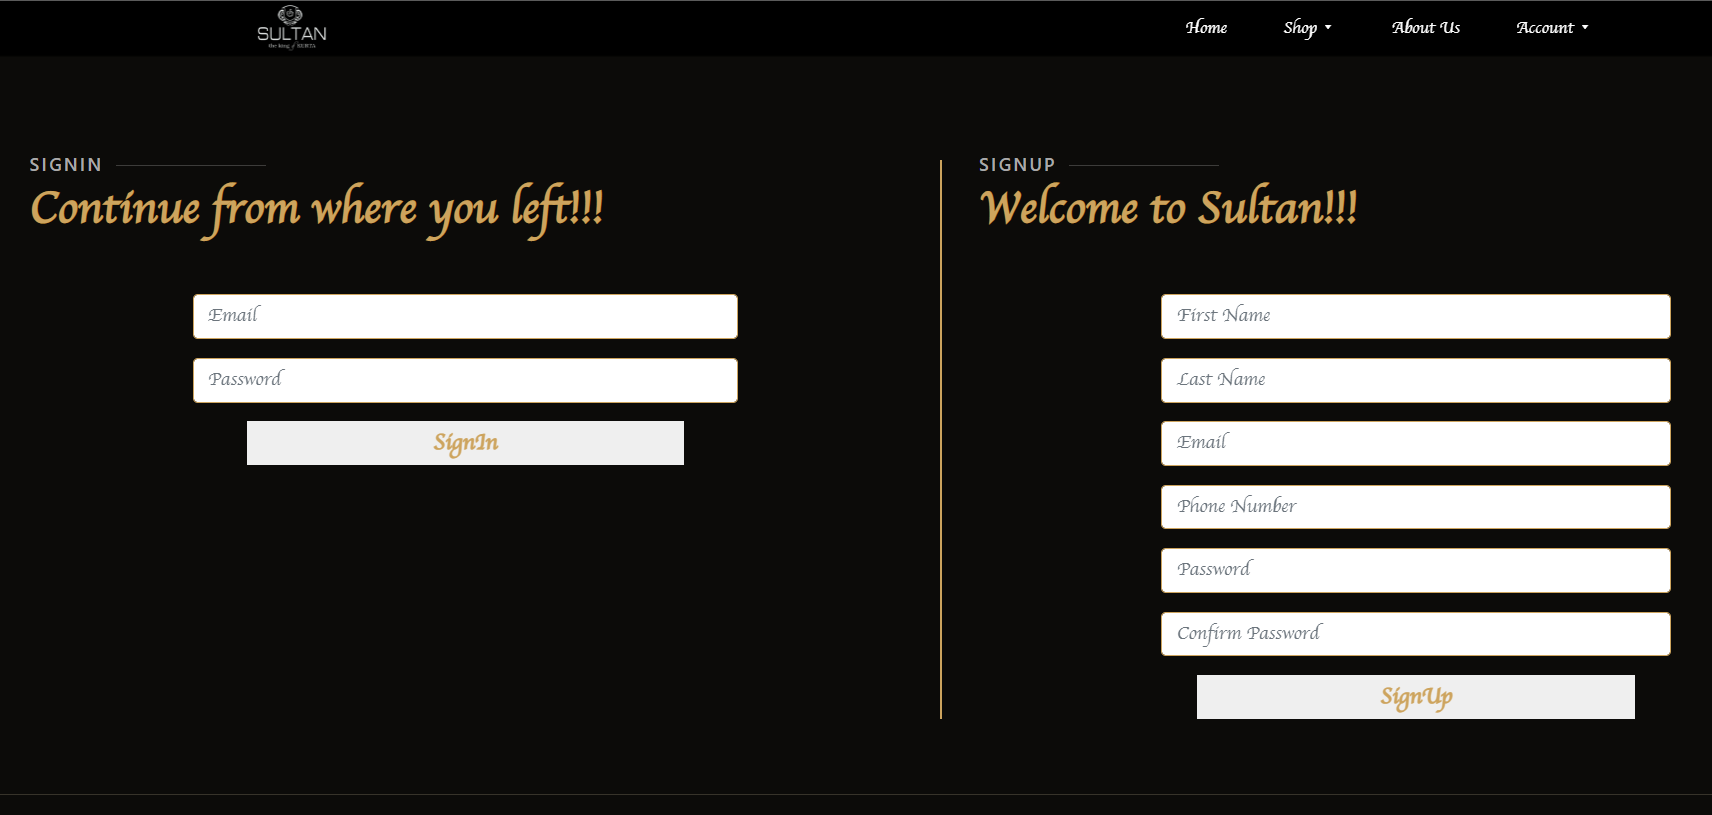 SULTAN
the king of KURTA
Home
Shop
About Us
Account
SIGNIN
Continue from where you left!!!
Email
Password
SignIn
SIGNUP
Welcome to Sultan!!!
First Name
Last Name
Email
Phone Number
Password
Confirm Password
SignUp